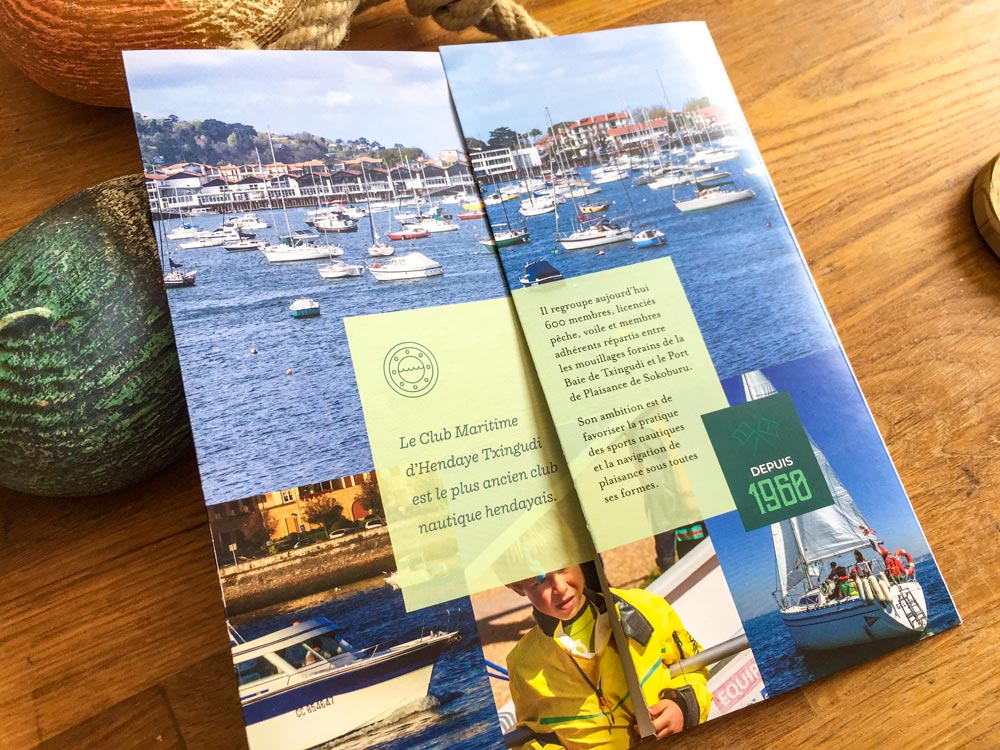 Le Club Maritime
d'Hendaye Txingudi
est le plus ancien club
nautique hendayais.
Il regroupe aujourd'hui
600 membres, licenciés
pêche, voile et membres
adhérents répartis entre
les mouillages forains de la
Baie de Txingudi et le Port
de Plaisance de Sokoburu.
Son ambition est de
favoriser la pratique
des sports nautiques
et la navigation de
plaisance sous toutes
ses formes.
DEPUIS
1960
CC 854647
EQUIP